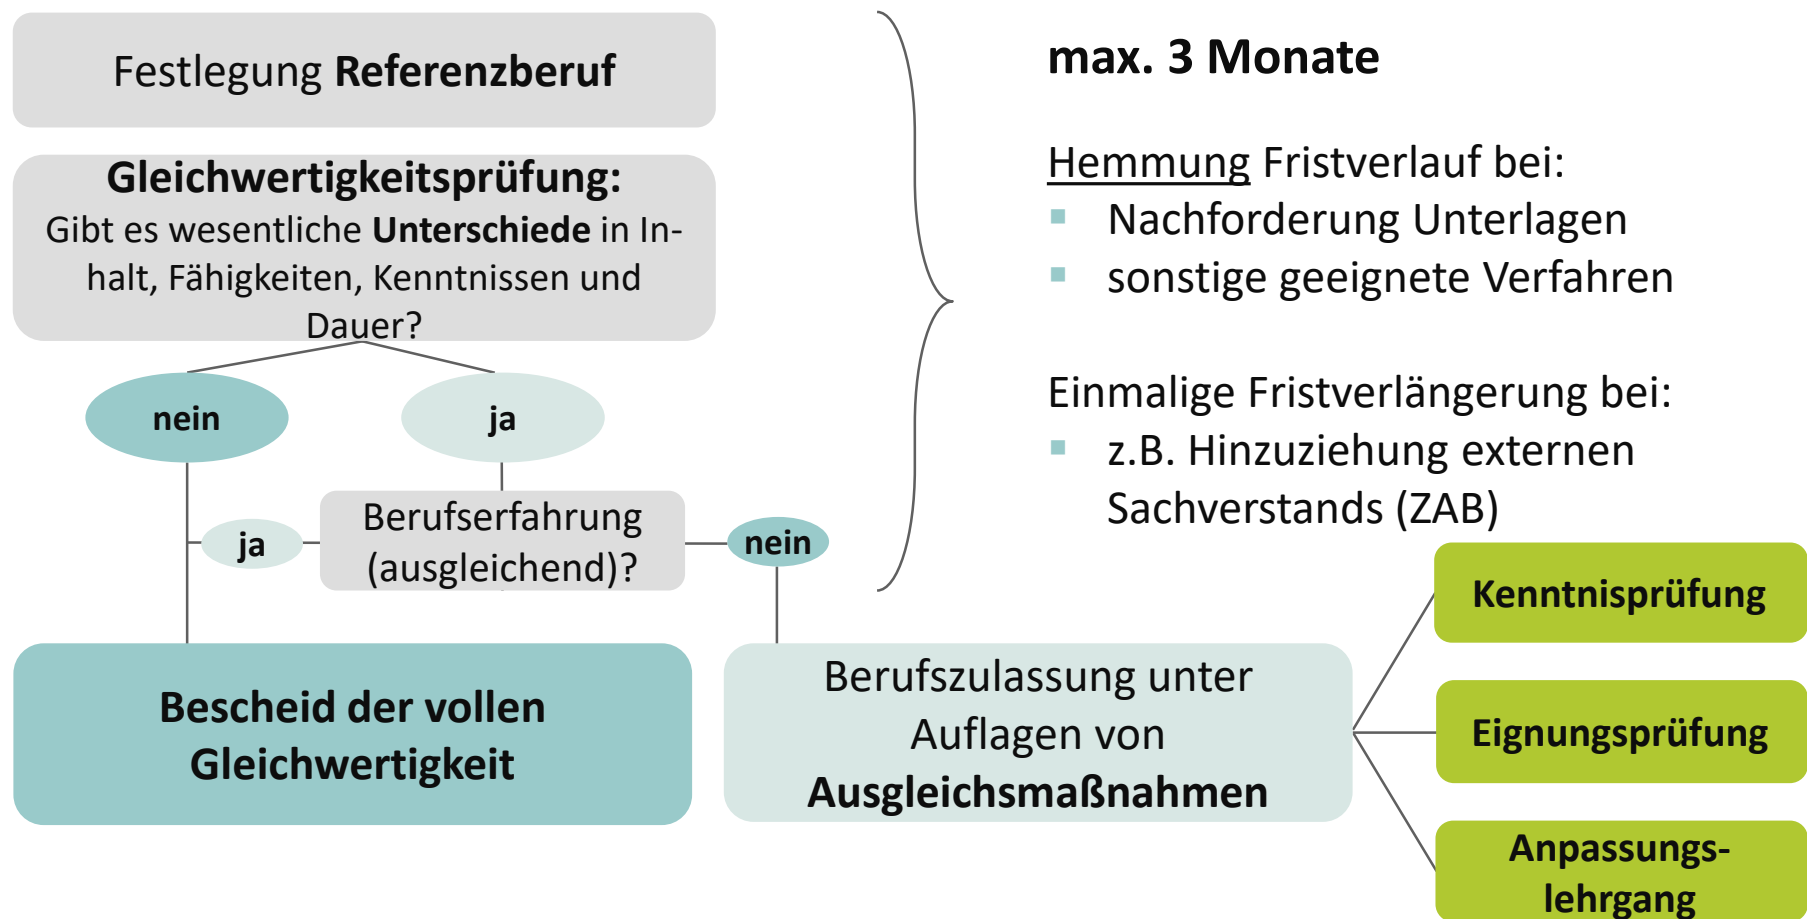 Festlegung Referenzberuf
Gleichwertigkeitsprüfung:
Gibt es wesentliche Unterschiede in In-
halt, Fähigkeiten, Kenntnissen und
Dauer?
nein
ja
ja
Berufserfahrung
(ausgleichend)?
nein
Bescheid der vollen
Gleichwertigkeit
max. 3 Monate
Hemmung Fristverlauf bei:
▪ Nachforderung Unterlagen
▪ sonstige geeignete Verfahren
Einmalige Fristverlängerung bei:
▪ z.B. Hinzuziehung externen
Sachverstands (ZAB)
Berufszulassung unter
Auflagen von
Ausgleichsmaßnahmen
Kenntnisprüfung
Eignungsprüfung
Anpassungs-
lehrgang